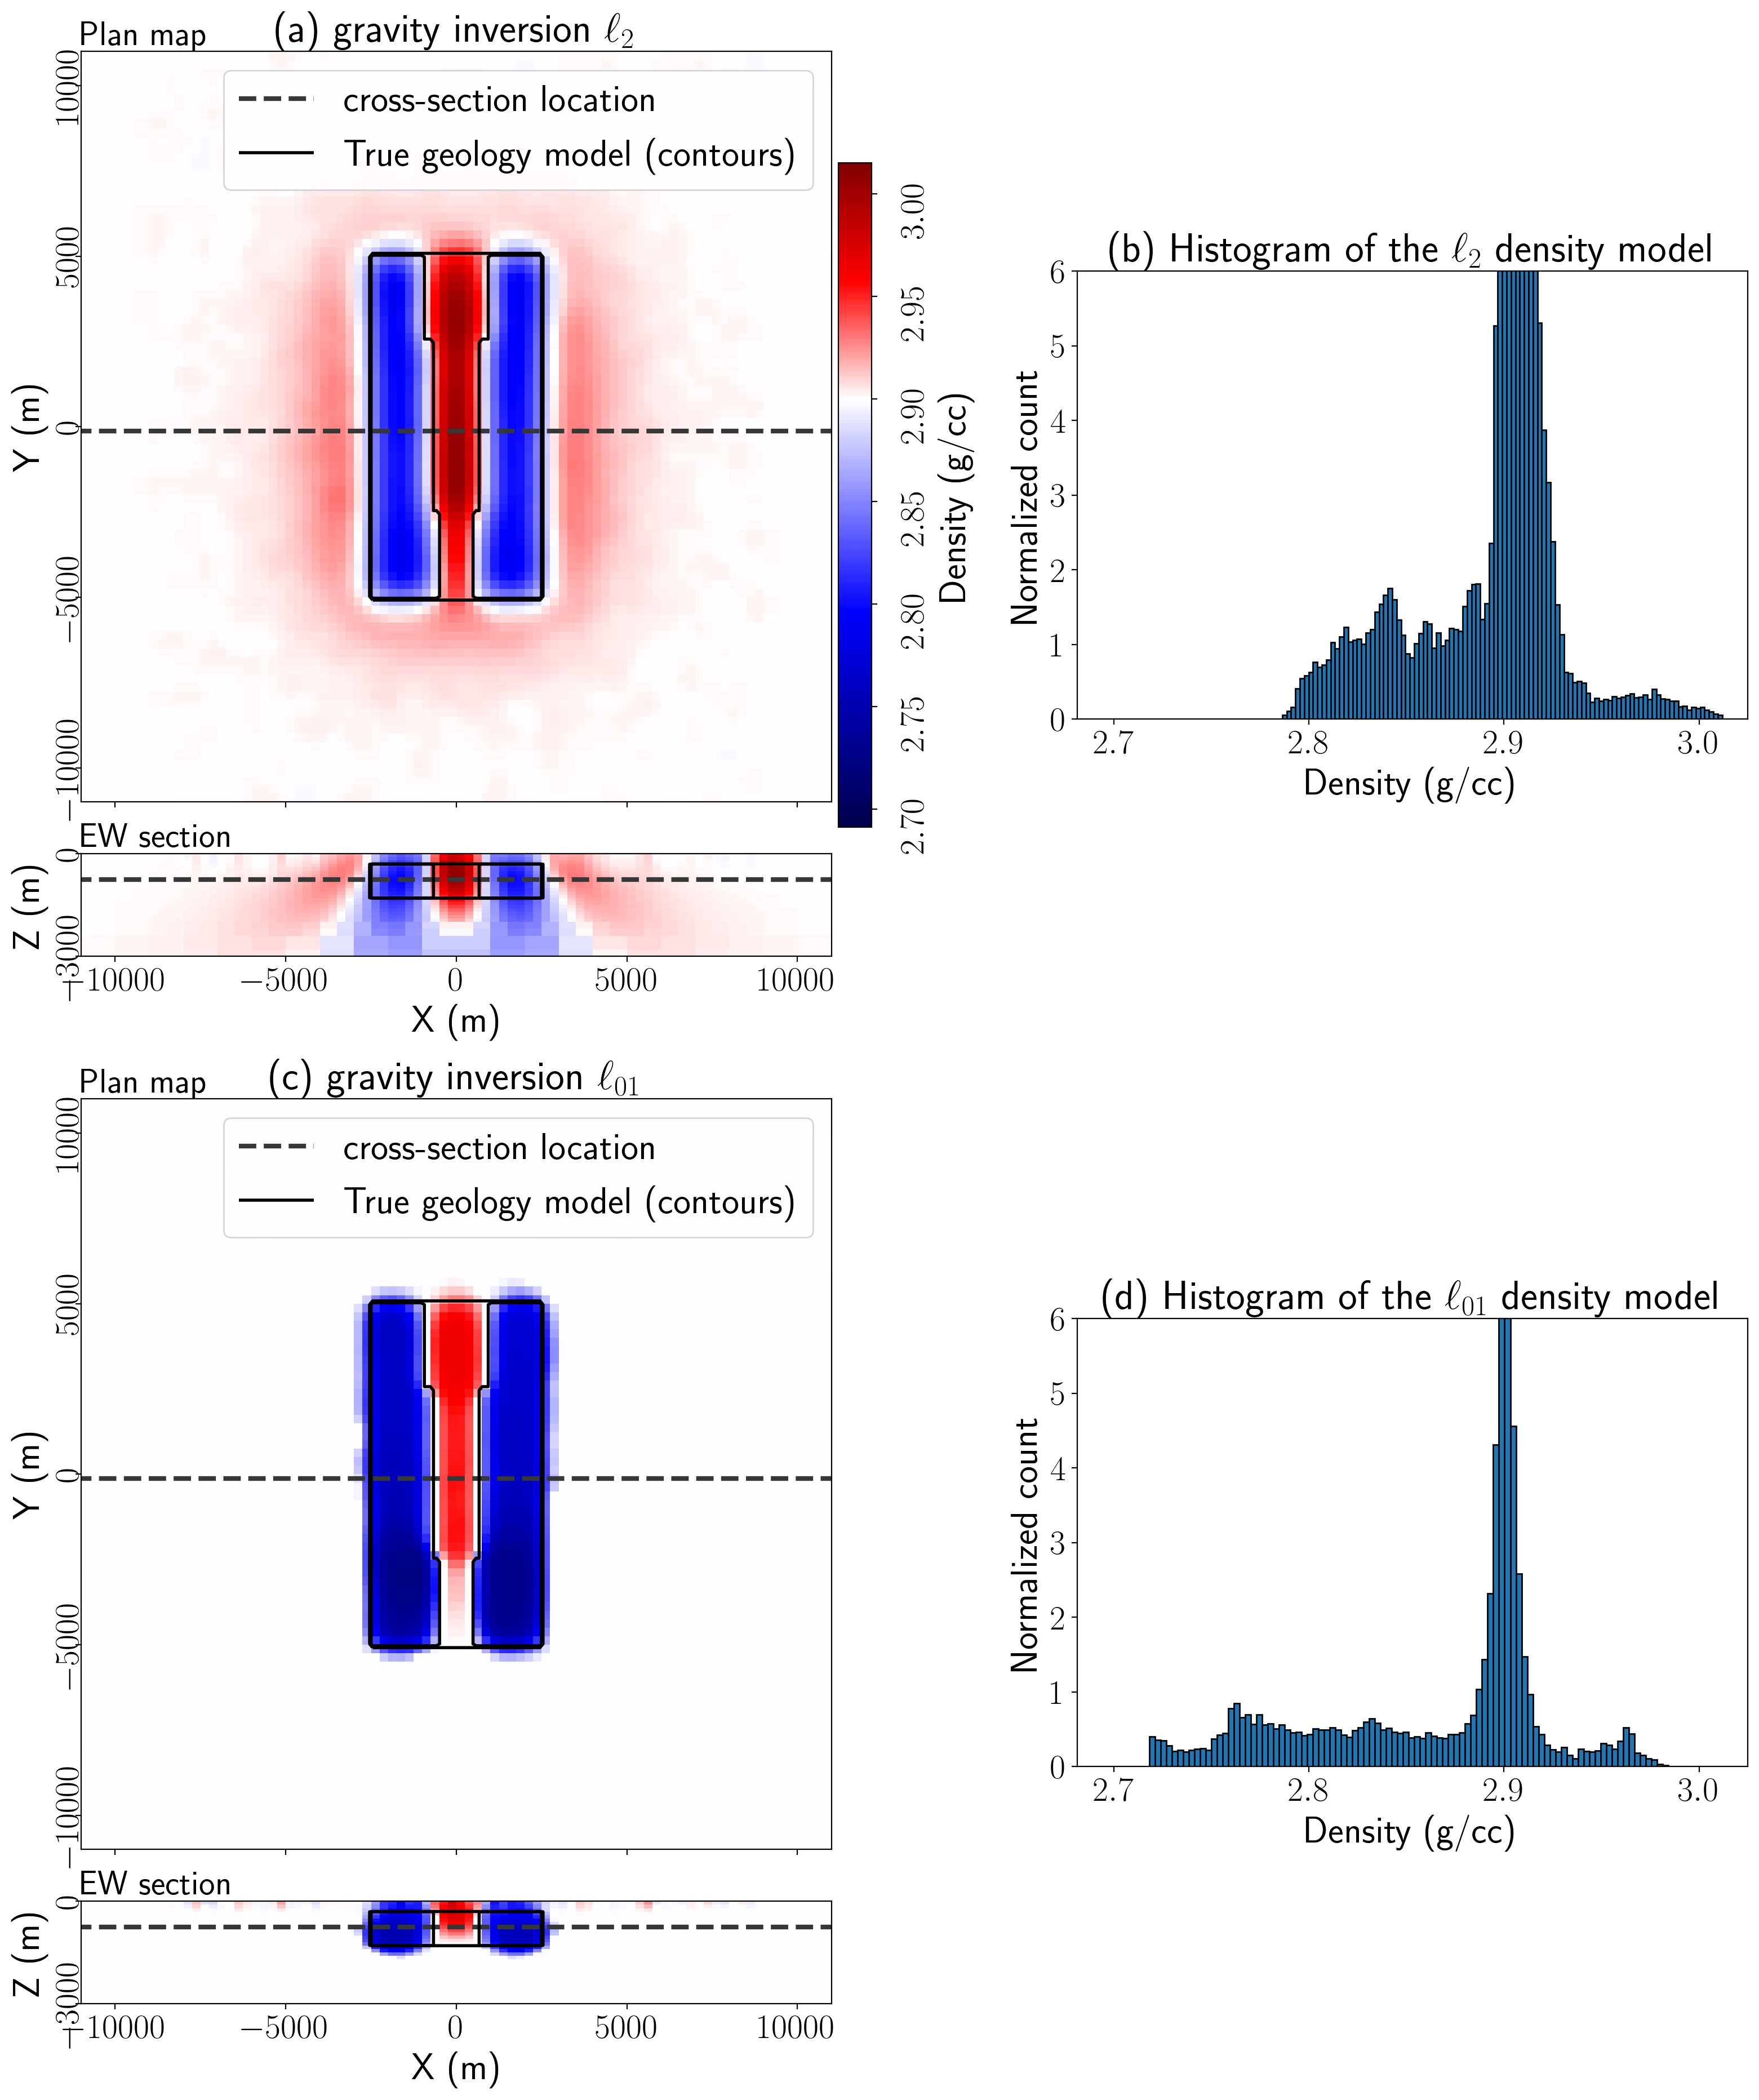 Plan map
(a) gravity inversion ℓ₂
cross-section location
True geology model (contours)
10000
5000
0
−5000
−10000
Y (m)
3.00
2.95
2.90
2.85
2.80
2.75
2.70
Density (g/cc)
EW section
0
−3000
Z (m)
−10000 −5000 0 5000 10000
X (m)
(b) Histogram of the ℓ₂ density model
6
5
4
3
2
1
0
Normalized count
2.7 2.8 2.9 3.0
Density (g/cc)
Plan map
(c) gravity inversion ℓ₀₁
cross-section location
True geology model (contours)
10000
5000
0
−5000
−10000
Y (m)
EW section
0
−3000
Z (m)
−10000 −5000 0 5000 10000
X (m)
(d) Histogram of the ℓ₀₁ density model
6
5
4
3
2
1
0
Normalized count
2.7 2.8 2.9 3.0
Density (g/cc)